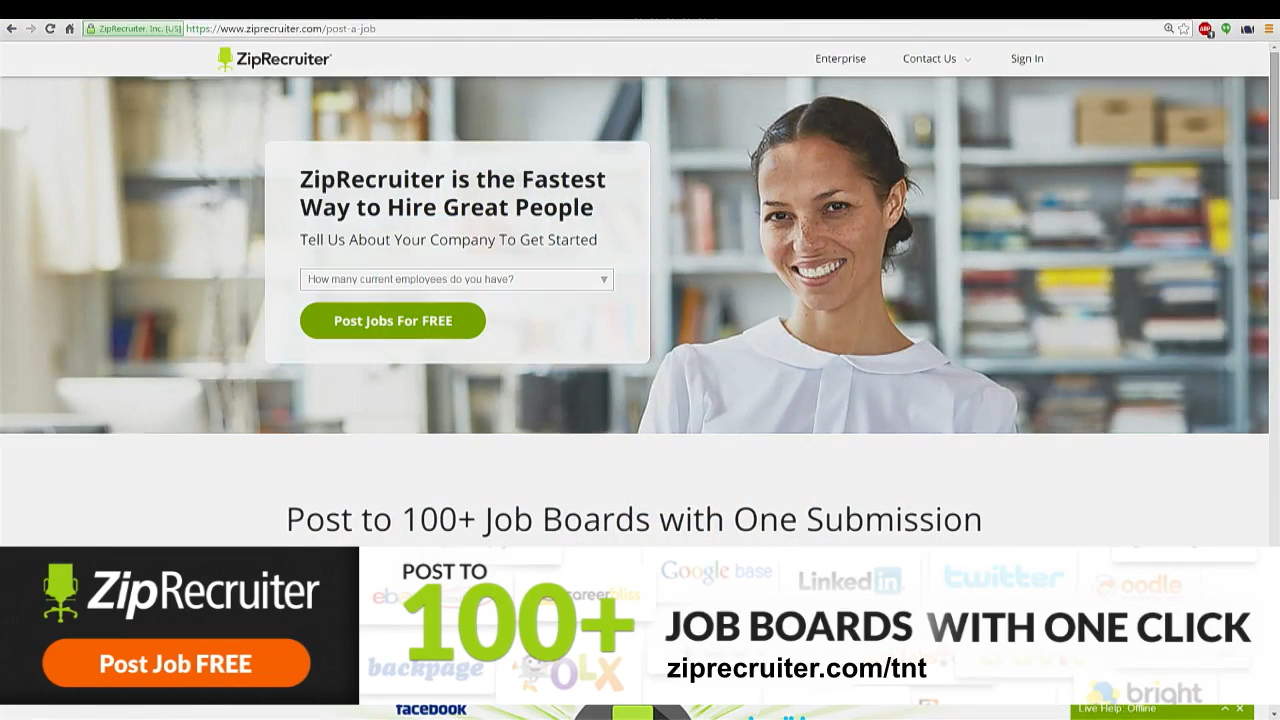 ZipRecruiter, Inc. [US] https://www.ziprecruiter.com/post-a-job
ABP
ZipRecruiter
Enterprise Contact Us Sign In
ZipRecruiter is the Fastest
Way to Hire Great People
Tell Us About Your Company To Get Started
How many current employees do you have?
Post Jobs For FREE
Post to 100+ Job Boards with One Submission
ZipRecruiter
Post Job FREE
POST TO
100+
JOB BOARDS WITH ONE CLICK
ziprecruiter.com/tnt
Google base
LinkedIn
twitter
oodle
careerbliss
backpage
OLX
bright
facebook
Live Help: Offline